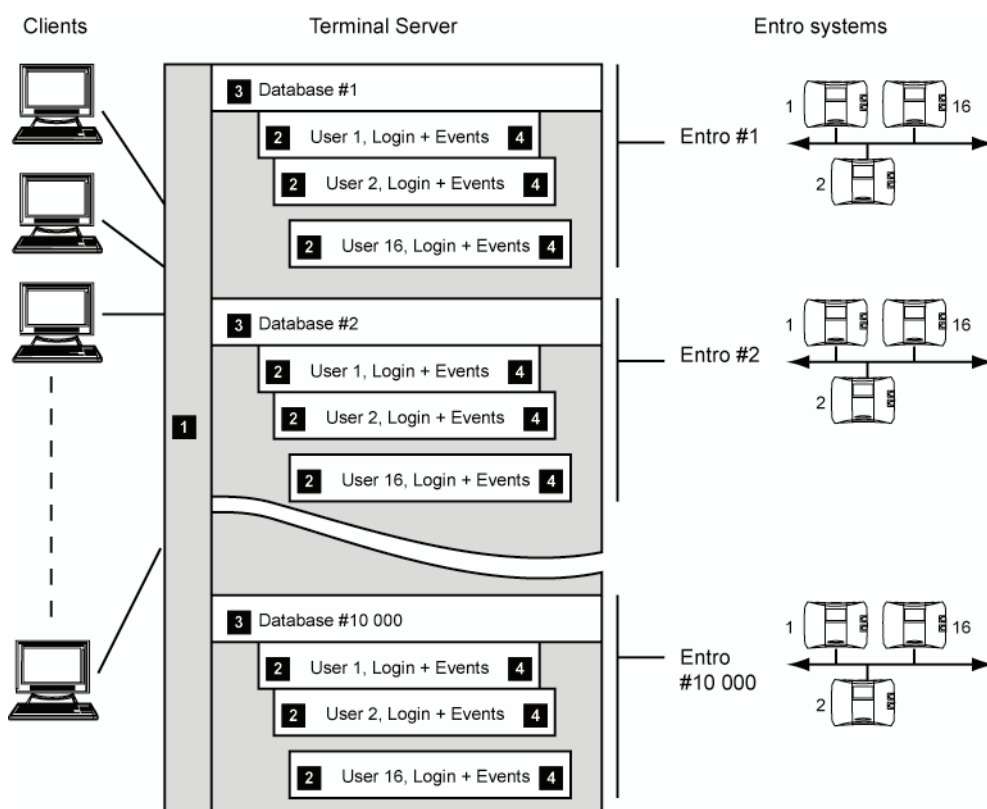 Clients
Terminal Server
Entro systems
1
3 Database #1
2 User 1, Login + Events 4
2 User 2, Login + Events 4
2 User 16, Login + Events 4
Entro #1
1
16
2
3 Database #2
2 User 1, Login + Events 4
2 User 2, Login + Events 4
2 User 16, Login + Events 4
Entro #2
1
16
2
3 Database #10 000
2 User 1, Login + Events 4
2 User 2, Login + Events 4
2 User 16, Login + Events 4
Entro
#10 000
1
16
2